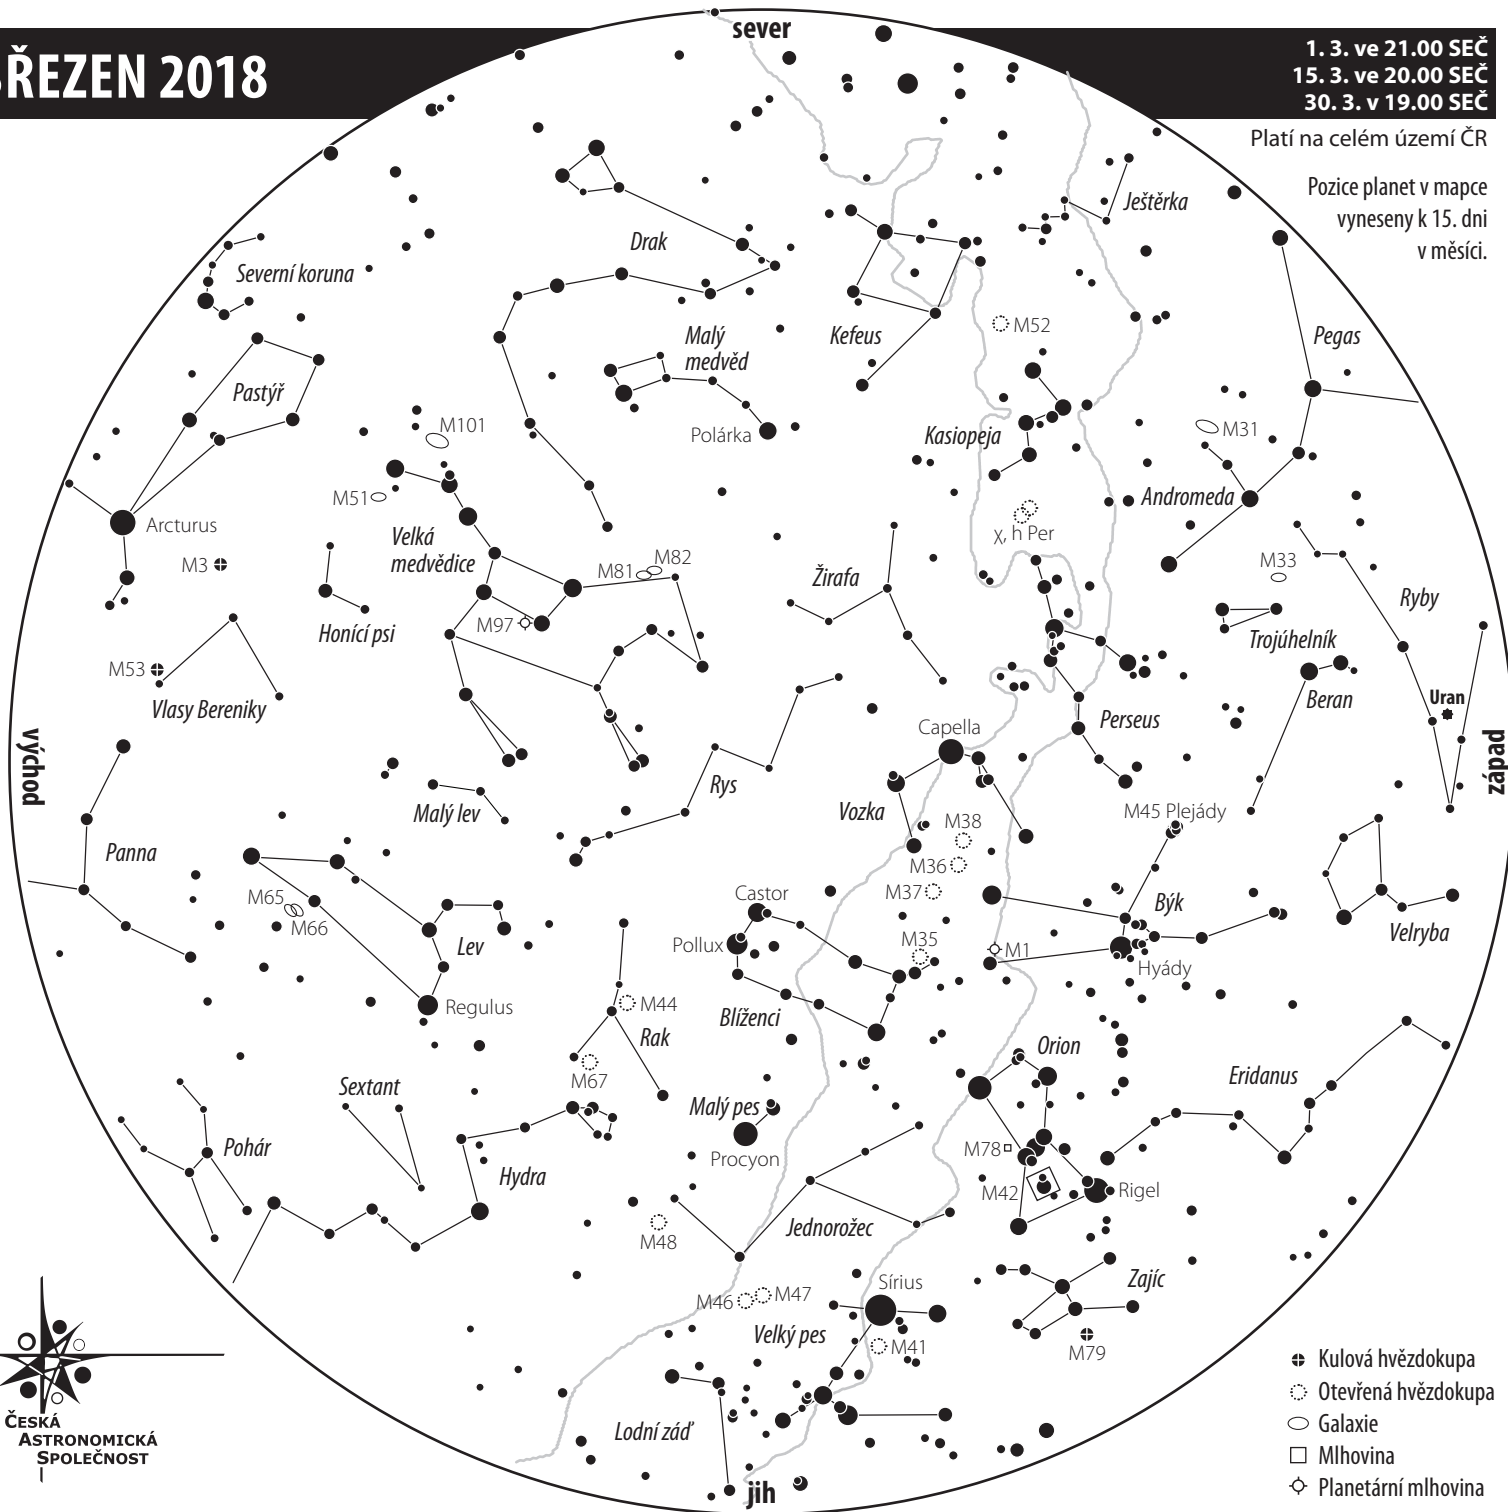 sever
ŘEZEN 2018
1. 3. ve 21.00 SEČ
15. 3. ve 20.00 SEČ
30. 3. v 19.00 SEČ
Platí na celém území ČR
Pozice planet v mapce
vyneseny k 15. dni
v měsíci.
Ještěrka
Drak
Severní koruna
M52
Malý
medvěd
Kefeus
Pegas
Pastýř
M101
Polárka
Kasiopeja
M31
M51
Andromeda
Arcturus
Velká
medvědice
χ, h Per
M3
M82
M81
Žirafa
M33
Ryby
M97
Honící psi
Trojúhelník
M53
Vlasy Bereniky
Beran
Uran
Perseus
Capella
východ
západ
Rys
Malý lev
Vozka
M45 Plejády
M38
Panna
M36
M37
Castor
M65
M66
Býk
Lev
Pollux
M35
M1
Velryba
Hyády
Regulus
M44
Blíženci
Rak
Orion
M67
Eridanus
Sextant
Malý pes
Pohár
Procyon
M78
Hydra
M42
Rigel
Jednorožec
M48
Sírius
Zajíc
M46
M47
Velký pes
M41
M79
Lodní záď
jih
Kulová hvězdokupa
Otevřená hvězdokupa
Galaxie
Mlhovina
Planetární mlhovina
ČESKÁ
ASTRONOMICKÁ
SPOLEČNOST